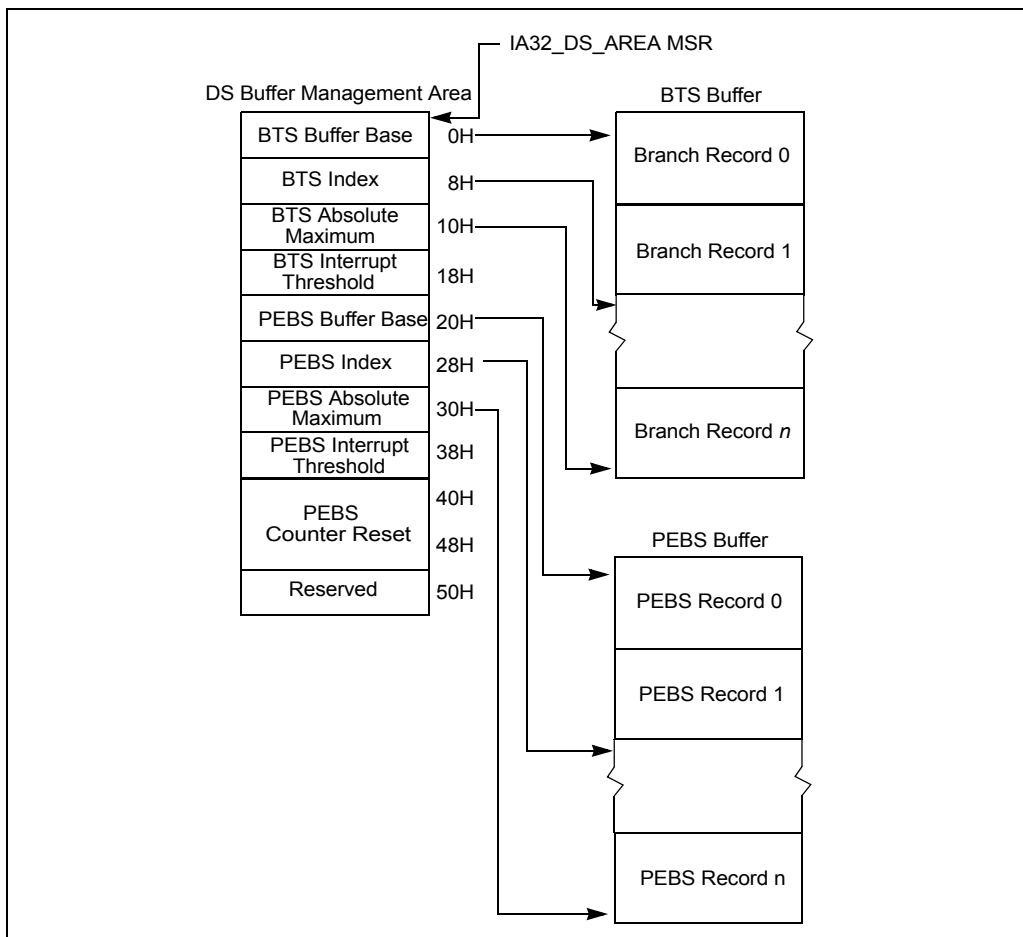 IA32_DS_AREA MSR
DS Buffer Management Area
BTS Buffer Base
0H
BTS Index
8H
BTS Absolute
Maximum
10H
BTS Interrupt
Threshold
18H
PEBS Buffer Base
20H
PEBS Index
28H
PEBS Absolute
Maximum
30H
PEBS Interrupt
Threshold
38H
PEBS
Counter Reset
40H
48H
Reserved
50H
BTS Buffer
Branch Record 0
Branch Record 1
Branch Record n
PEBS Buffer
PEBS Record 0
PEBS Record 1
PEBS Record n